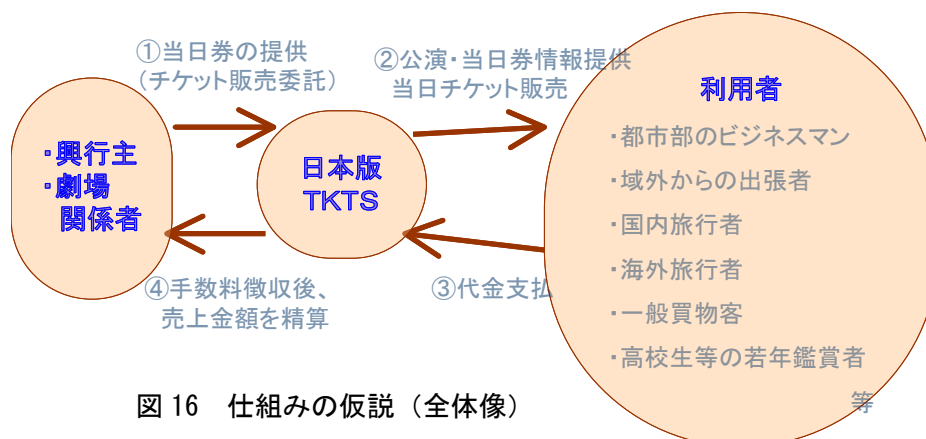 ①当日券の提供
(チケット販売委託)
②公演・当日券情報提供
当日チケット販売
・興行主
・劇場
関係者
日本版
TKTS
利用者
・都市部のビジネスマン
・域外からの出張者
・国内旅行者
・海外旅行者
・一般買物客
・高校生等の若年鑑賞者
等
④手数料徴収後、
売上金額を精算
③代金支払
図 16 仕組みの仮説(全体像)